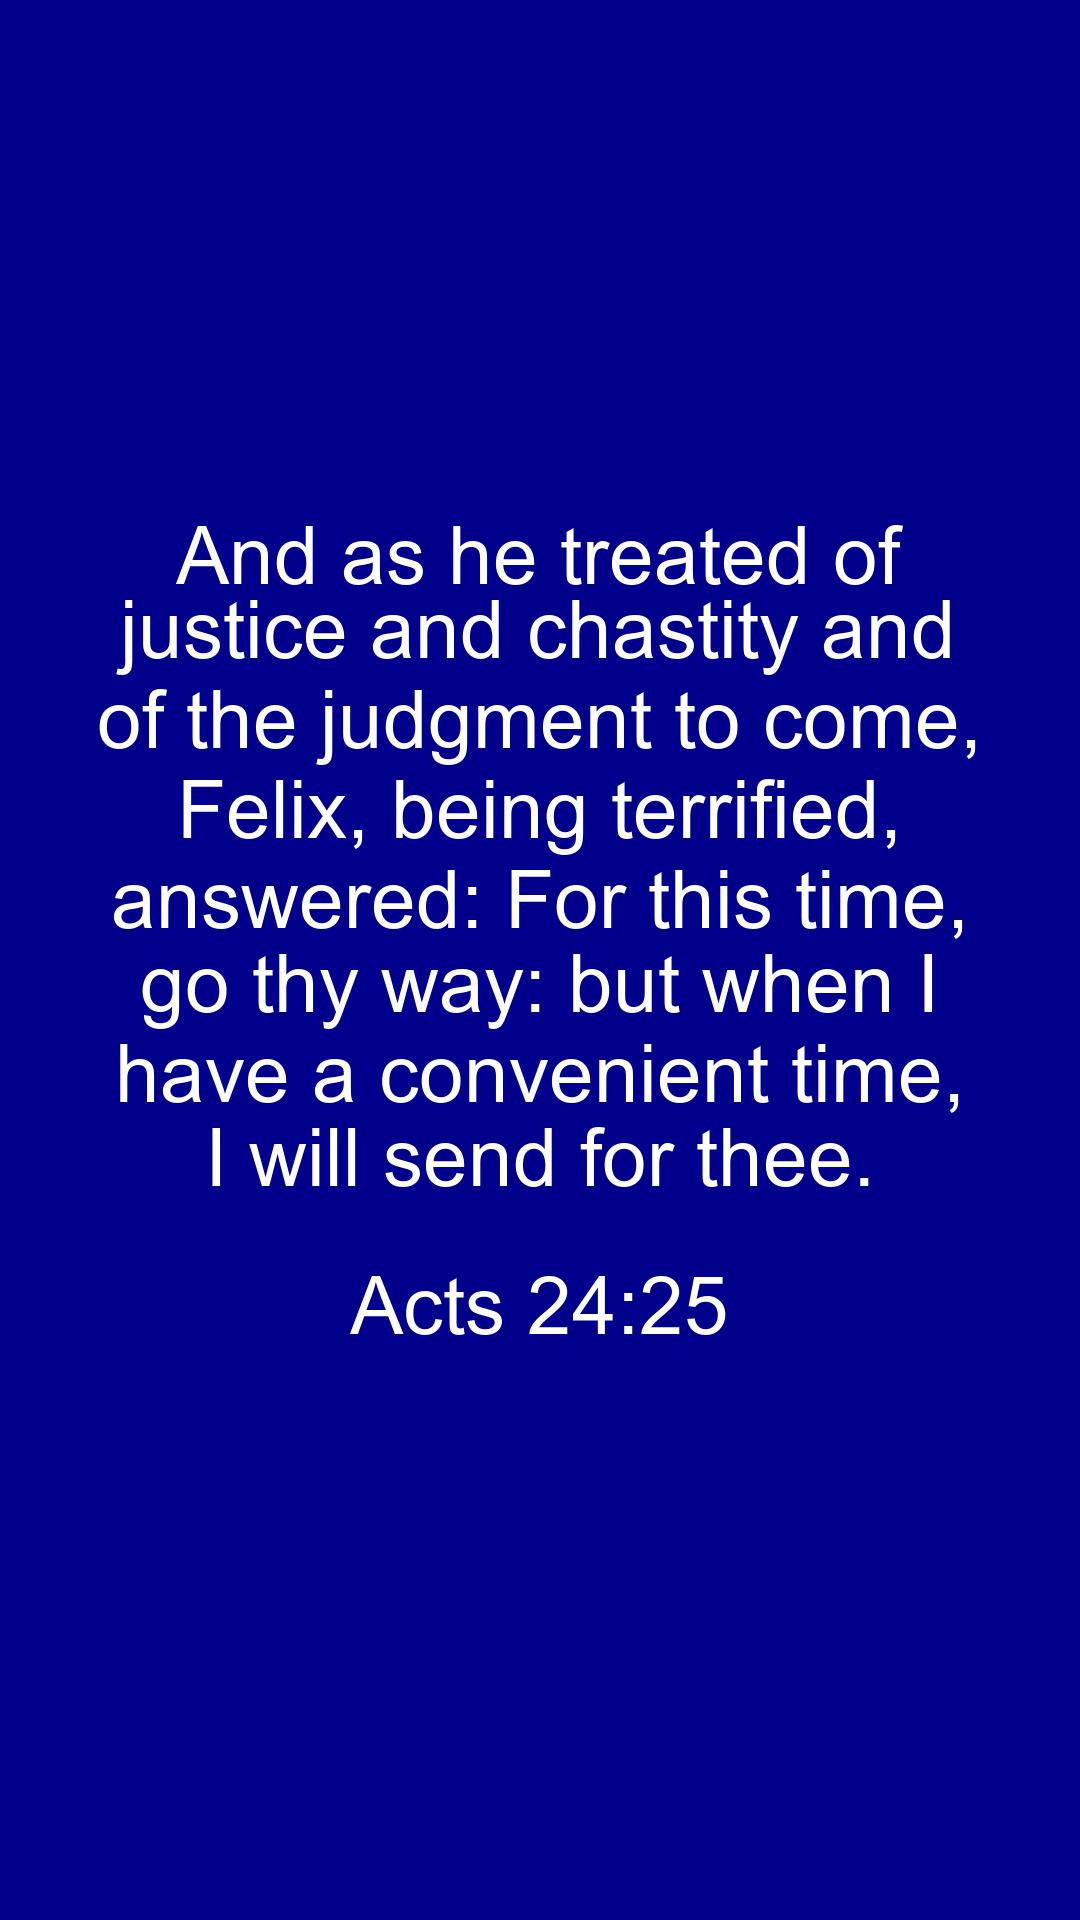 And as he treated of
justice and chastity and
of the judgment to come,
Felix, being terrified,
answered: For this time,
go thy way: but when I
have a convenient time,
I will send for thee.
Acts 24:25